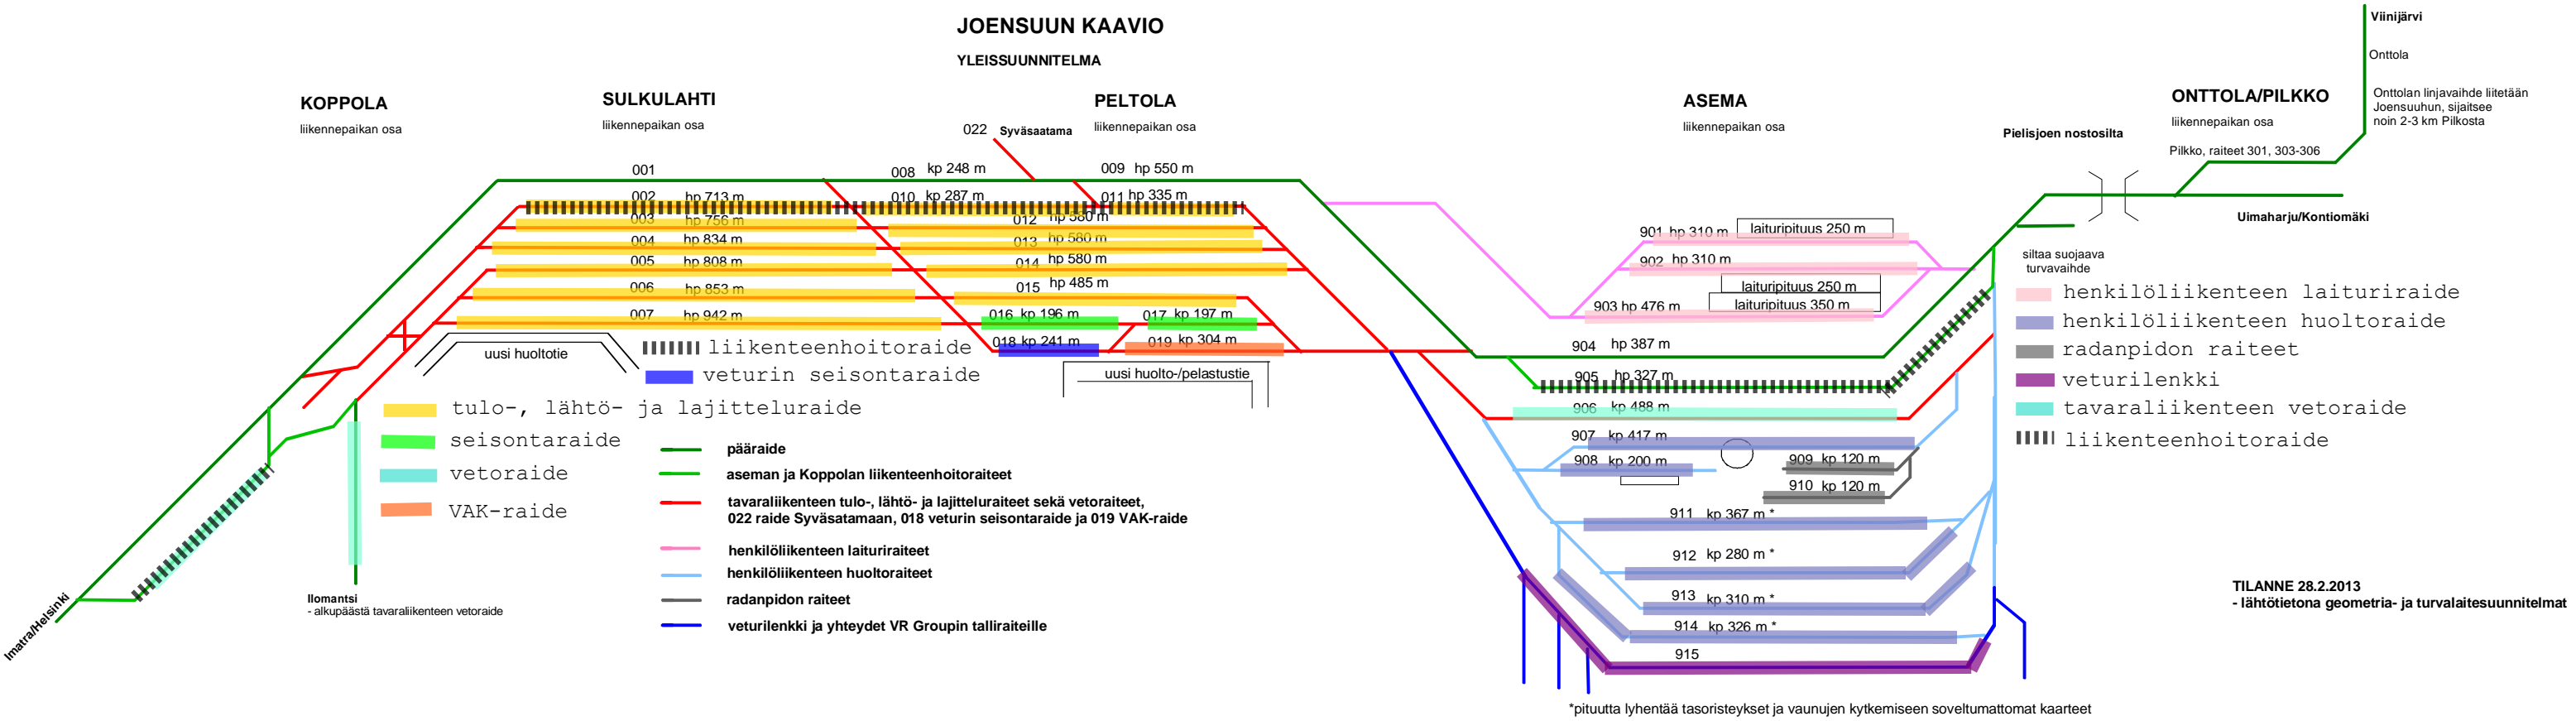 JOENSUUN KAAVIO
YLEISSUUNNITELMA
KOPPOLA
liikennepaikan osa
SULKULAHTI
liikennepaikan osa
PELTOLA
liikennepaikan osa
ASEMA
liikennepaikan osa
ONTTOLA/PILKKO
liikennepaikan osa
Viinijärvi
Onttola
Onttolan linjavaihde liitetään
Joensuuhun, sijaitsee
noin 2-3 km Pilkosta
Pielisjoen nostosilta
Pilkko, raiteet 301, 303-306
Uimaharju/Kontiomäki
siltaa suojaava
turvavaihde
022 Syväsaatama
001
008 kp 248 m
009 hp 550 m
002 hp 713 m
010 kp 287 m
011 hp 335 m
003 hp 756 m
012 hp 580 m
004 hp 834 m
013 hp 580 m
005 hp 808 m
014 hp 580 m
006 hp 853 m
015 hp 485 m
007 hp 942 m
016 kp 196 m
017 kp 197 m
018 kp 241 m
019 kp 304 m
uusi huoltotie
uusi huolto-/pelastustie
liikenteenhoitoraide
veturin seisontaraide
tulo-, lähtö- ja lajitteluraide
seisontaraide
vetoraide
VAK-raide
pääraide
aseman ja Koppolan liikenteenhoitoraiteet
tavaraliikenteen tulo-, lähtö- ja lajitteluraiteet sekä vetoraiteet,
022 raide Syväsatamaan, 018 veturin seisontaraide ja 019 VAK-raide
henkilöliikenteen laituriraiteet
henkilöliikenteen huoltoraiteet
radanpidon raiteet
veturilenkki ja yhteydet VR Groupin talliraiteille
Imatra/Helsinki
Ilomantsi
- alkupäästä tavaraliikenteen vetoraide
901 hp 310 m
laituripituus 250 m
902 hp 310 m
laituripituus 250 m
laituripituus 350 m
903 hp 476 m
904 hp 387 m
905 hp 327 m
906 kp 488 m
907 kp 417 m
908 kp 200 m
909 kp 120 m
910 kp 120 m
911 kp 367 m *
912 kp 280 m *
913 kp 310 m *
914 kp 326 m *
915
henkilöliikenteen laituriraide
henkilöliikenteen huoltoraide
radanpidon raiteet
veturilenkki
tavaraliikenteen vetoraide
liikenteenhoitoraide
TILANNE 28.2.2013
- lähtötietona geometria- ja turvalaitesuunnitelmat
*pituutta lyhentää tasoristeykset ja vaunujen kytkemiseen soveltumattomat kaarteet